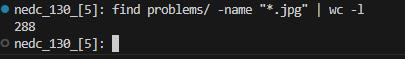 nedc_130_[5]: find problems/ -name "*.jpg" | wc -l
288
nedc_130_[5]: